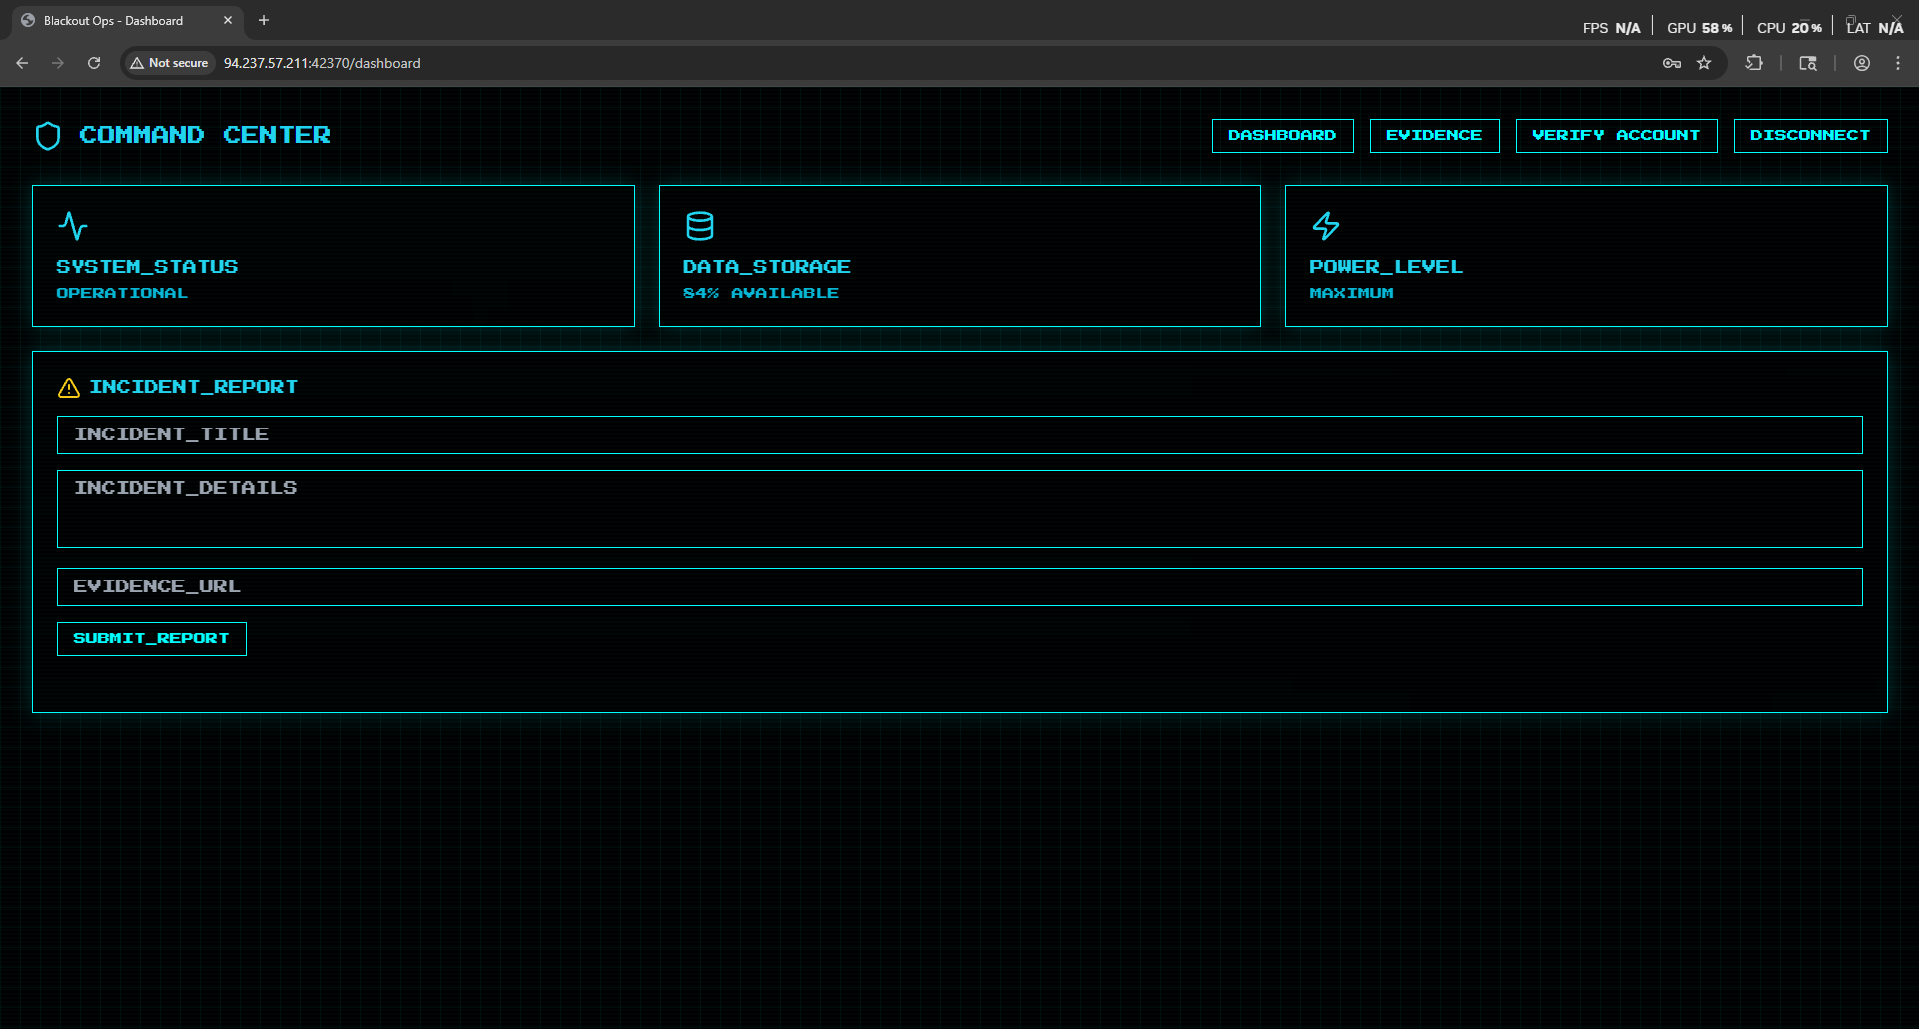 Blackout Ops - Dashboard
FPS N/A GPU 58 % CPU 20 % LAT N/A
Not secure 94.237.57.211:42370/dashboard
COMMAND CENTER
DASHBOARD EVIDENCE VERIFY ACCOUNT DISCONNECT
SYSTEM_STATUS
OPERATIONAL
DATA_STORAGE
84% AVAILABLE
POWER_LEVEL
MAXIMUM
INCIDENT_REPORT
INCIDENT_TITLE
INCIDENT_DETAILS
EVIDENCE_URL
SUBMIT_REPORT